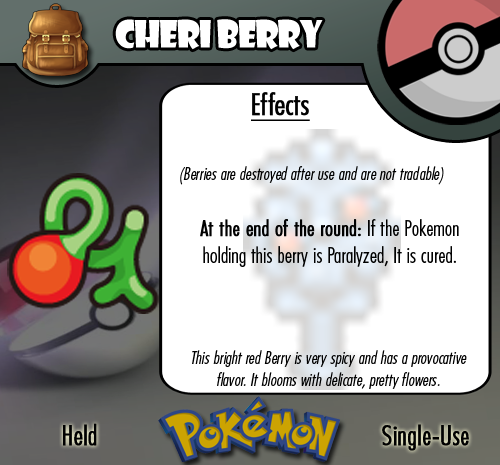 CHERI BERRY
Effects
(Berries are destroyed after use and are not tradable)
At the end of the round: If the Pokemon
holding this berry is Paralyzed, It is cured.
This bright red Berry is very spicy and has a provocative
flavor. It blooms with delicate, pretty flowers.
Held
POKéMON
Single-Use